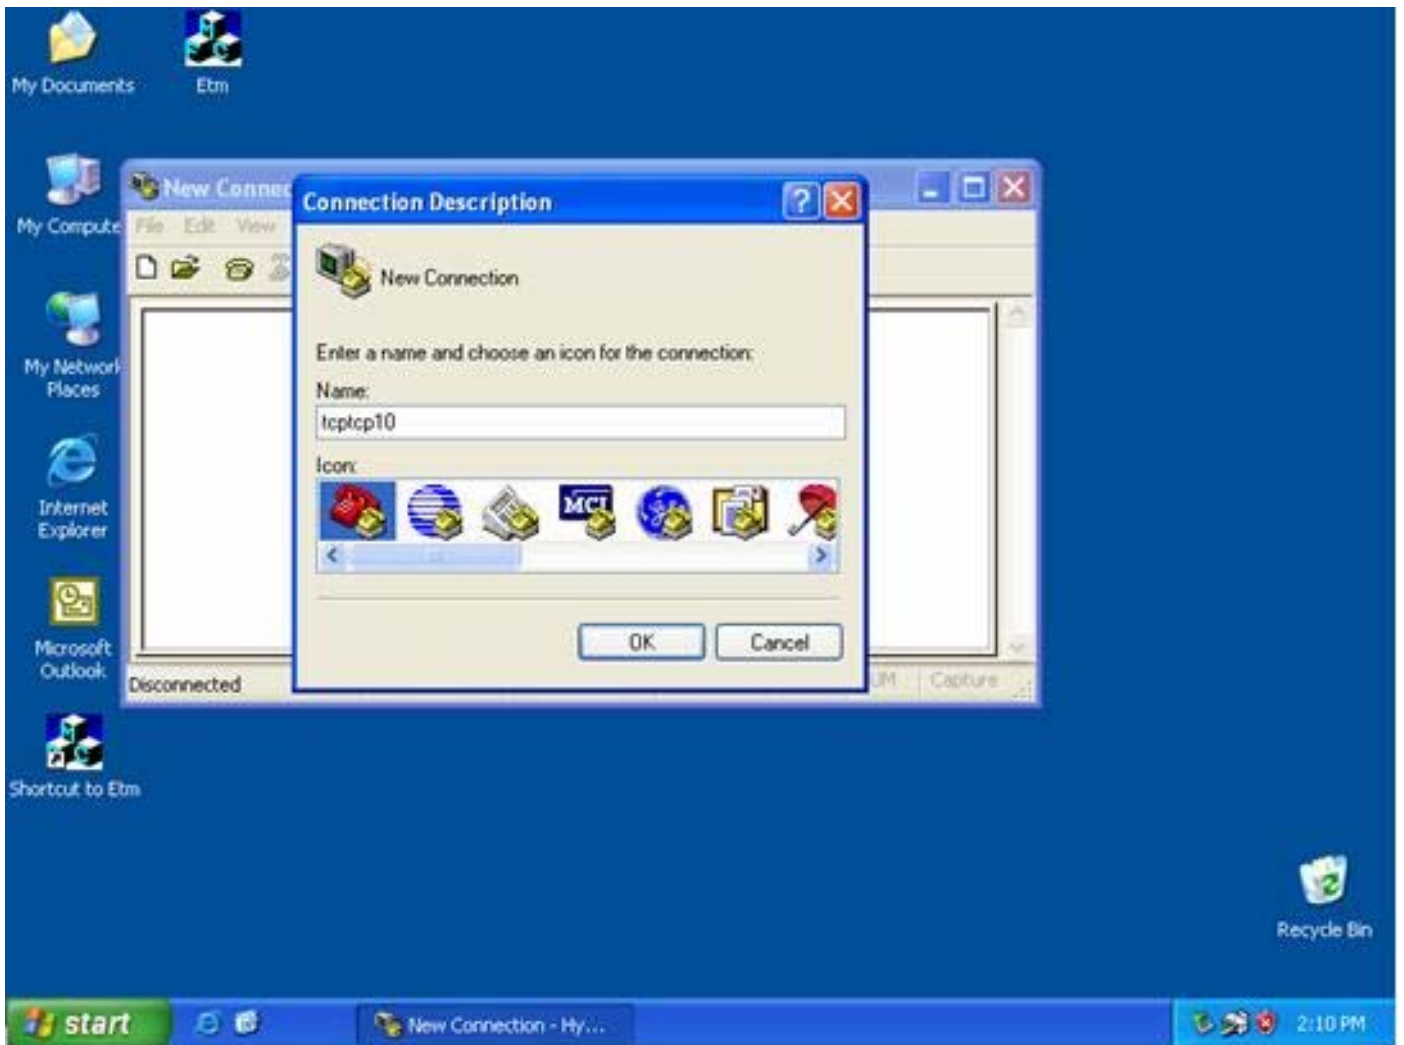 My Documents
Etm
My Compute
New Connec
File Edit View
Connection Description
New Connection
Enter a name and choose an icon for the connection:
Name:
tcptcp10
Icon:
MCI
OK
Cancel
Disconnected
UM
Capture
My Network
Places
Internet
Explorer
Microsoft
Outlook
Shortcut to Etm
Recycle Bin
start
New Connection - Hy...
2:10 PM